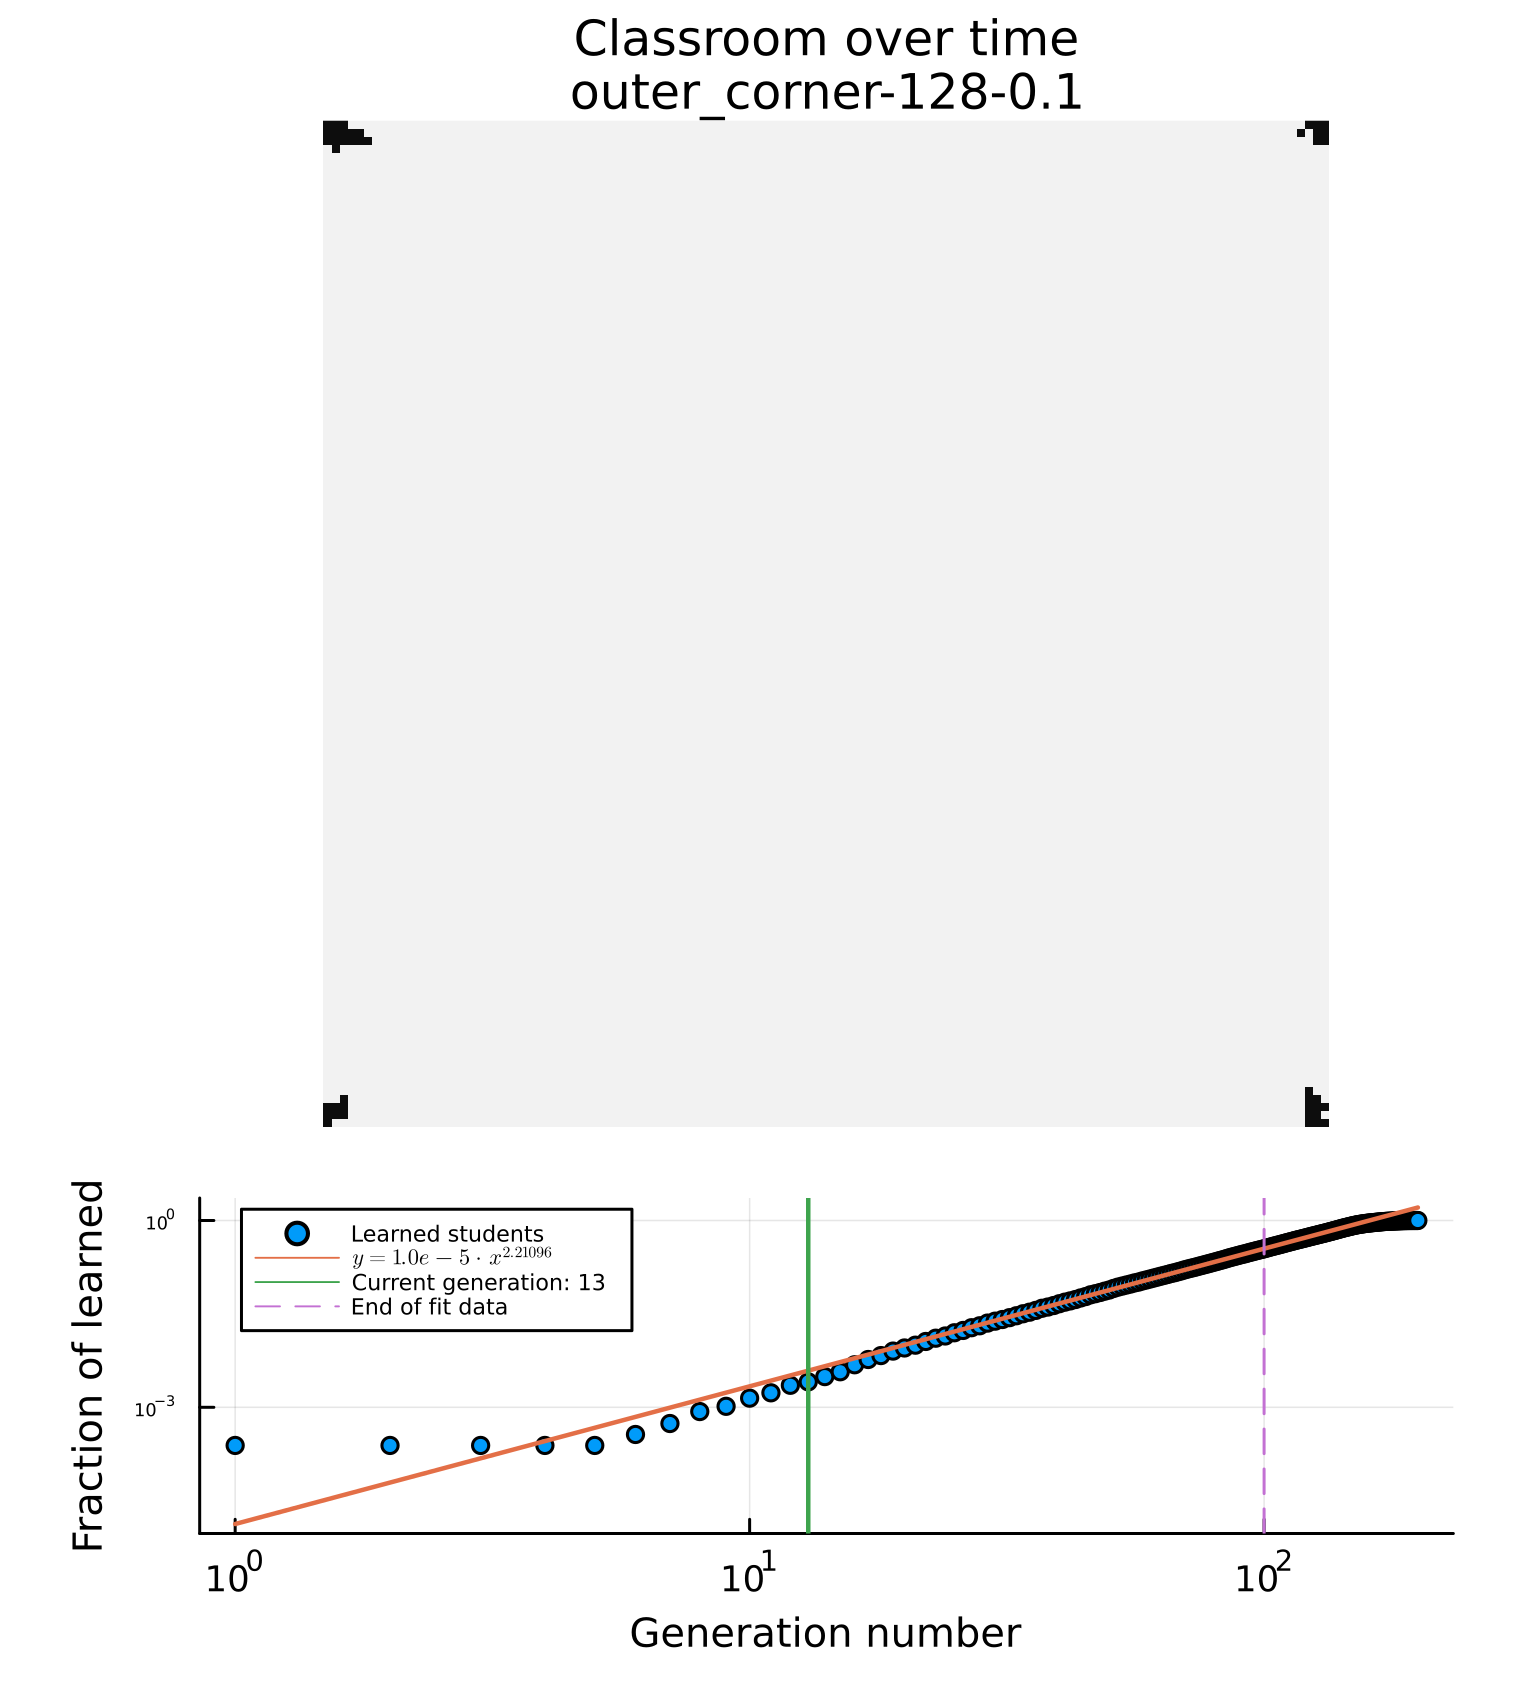 Classroom over time
outer_corner-128-0.1
Fraction of learned
10^0
10^−3
Learned students
y = 1.0e − 5 · x^2.21096
Current generation: 13
End of fit data
10^0
10^1
10^2
Generation number